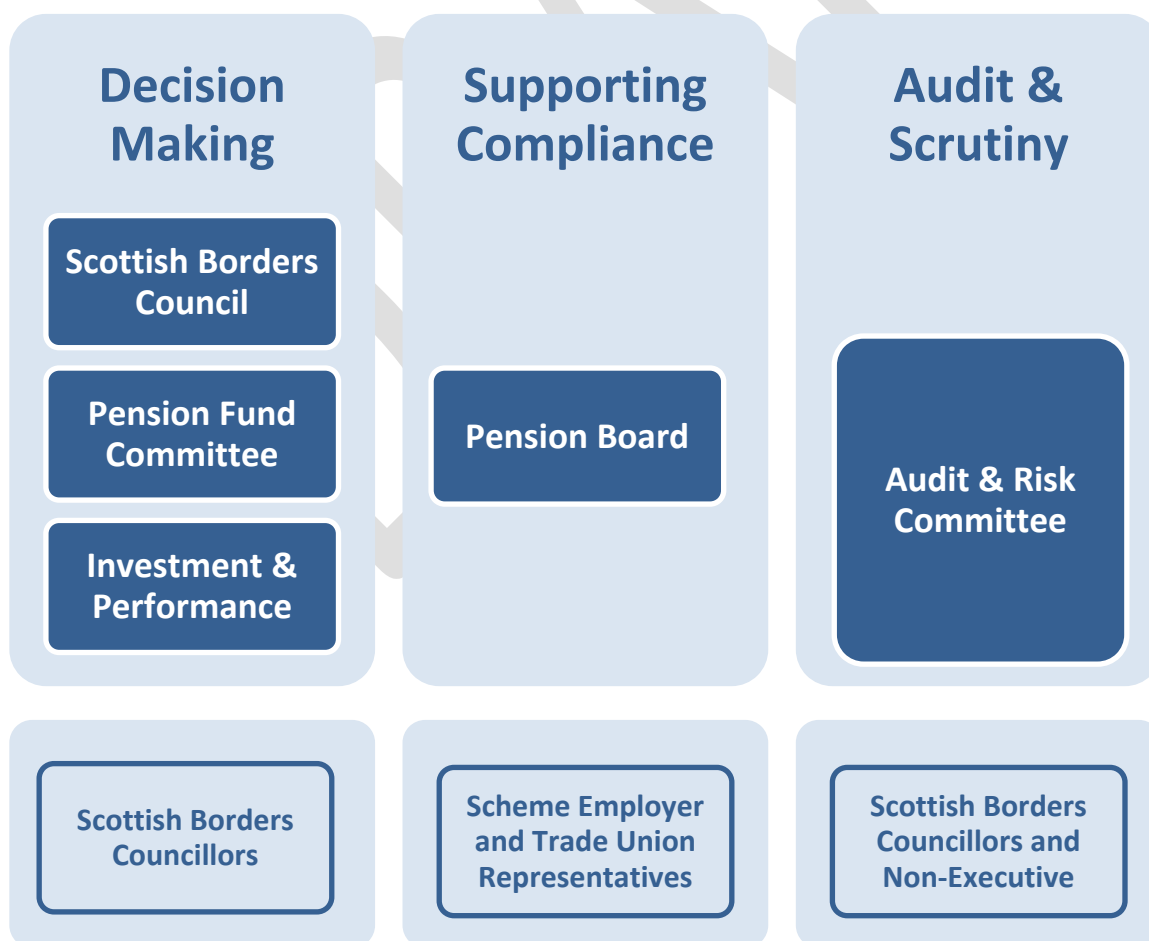 Decision
Making
Scottish Borders
Council
Pension Fund
Committee
Investment &
Performance
Scottish Borders
Councillors
Supporting
Compliance
Pension Board
Scheme Employer
and Trade Union
Representatives
Audit &
Scrutiny
Audit & Risk
Committee
Scottish Borders
Councillors and
Non-Executive